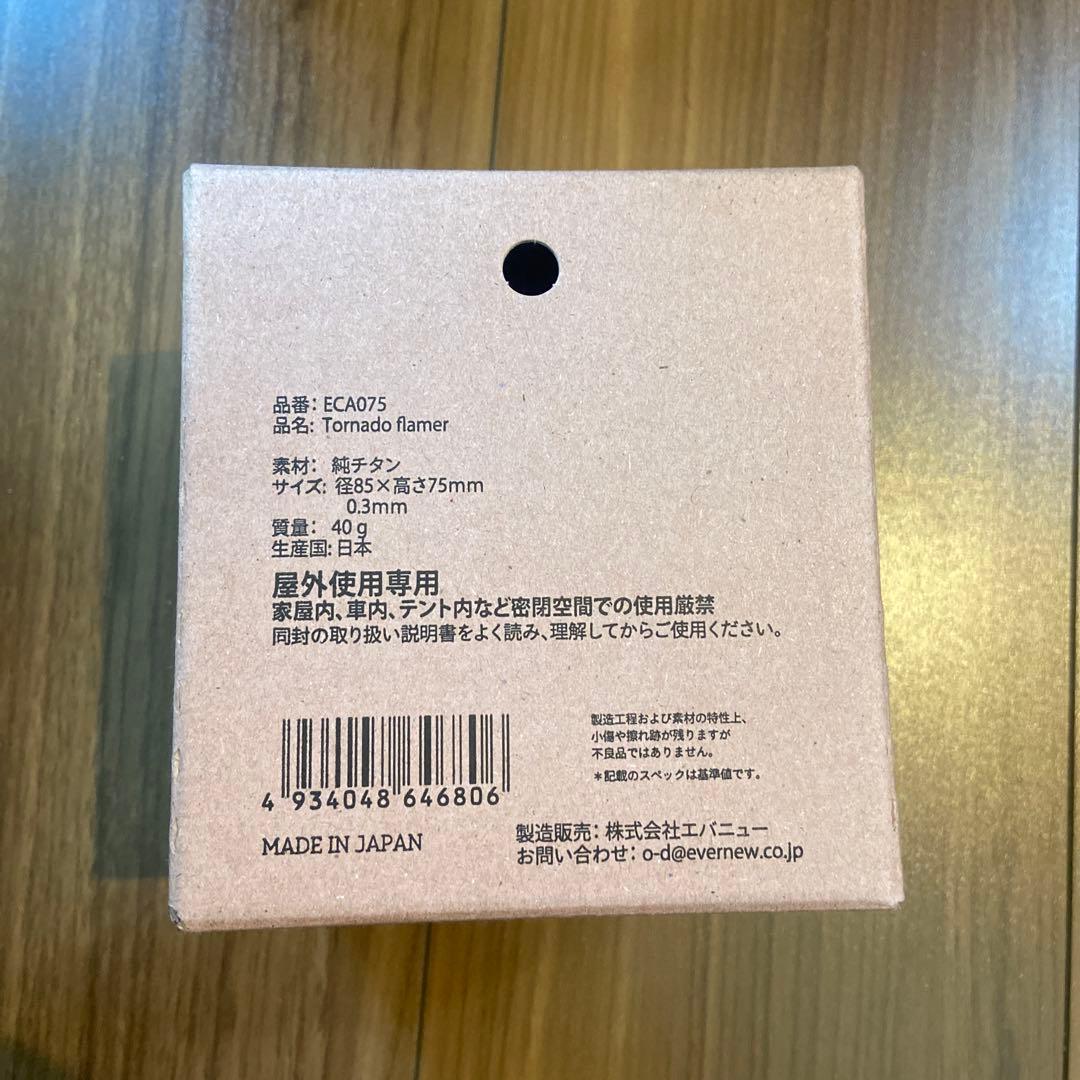 品番: ECA075
品名: Tornado flamer
素材: 純チタン
サイズ: 径85×高さ75mm
0.3mm
質量: 40 g
生産国: 日本
屋外使用専用
家屋内、車内、テント内など密閉空間での使用厳禁
同封の取り扱い説明書をよく読み、理解してからご使用ください。
製造工程および素材の特性上、
小傷や擦れ跡が残りますが
不良品ではありません。
*記載のスペックは基準値です。
4 934048 646806
MADE IN JAPAN
製造販売: 株式会社エバニュー
お問い合わせ: o-d@evernew.co.jp